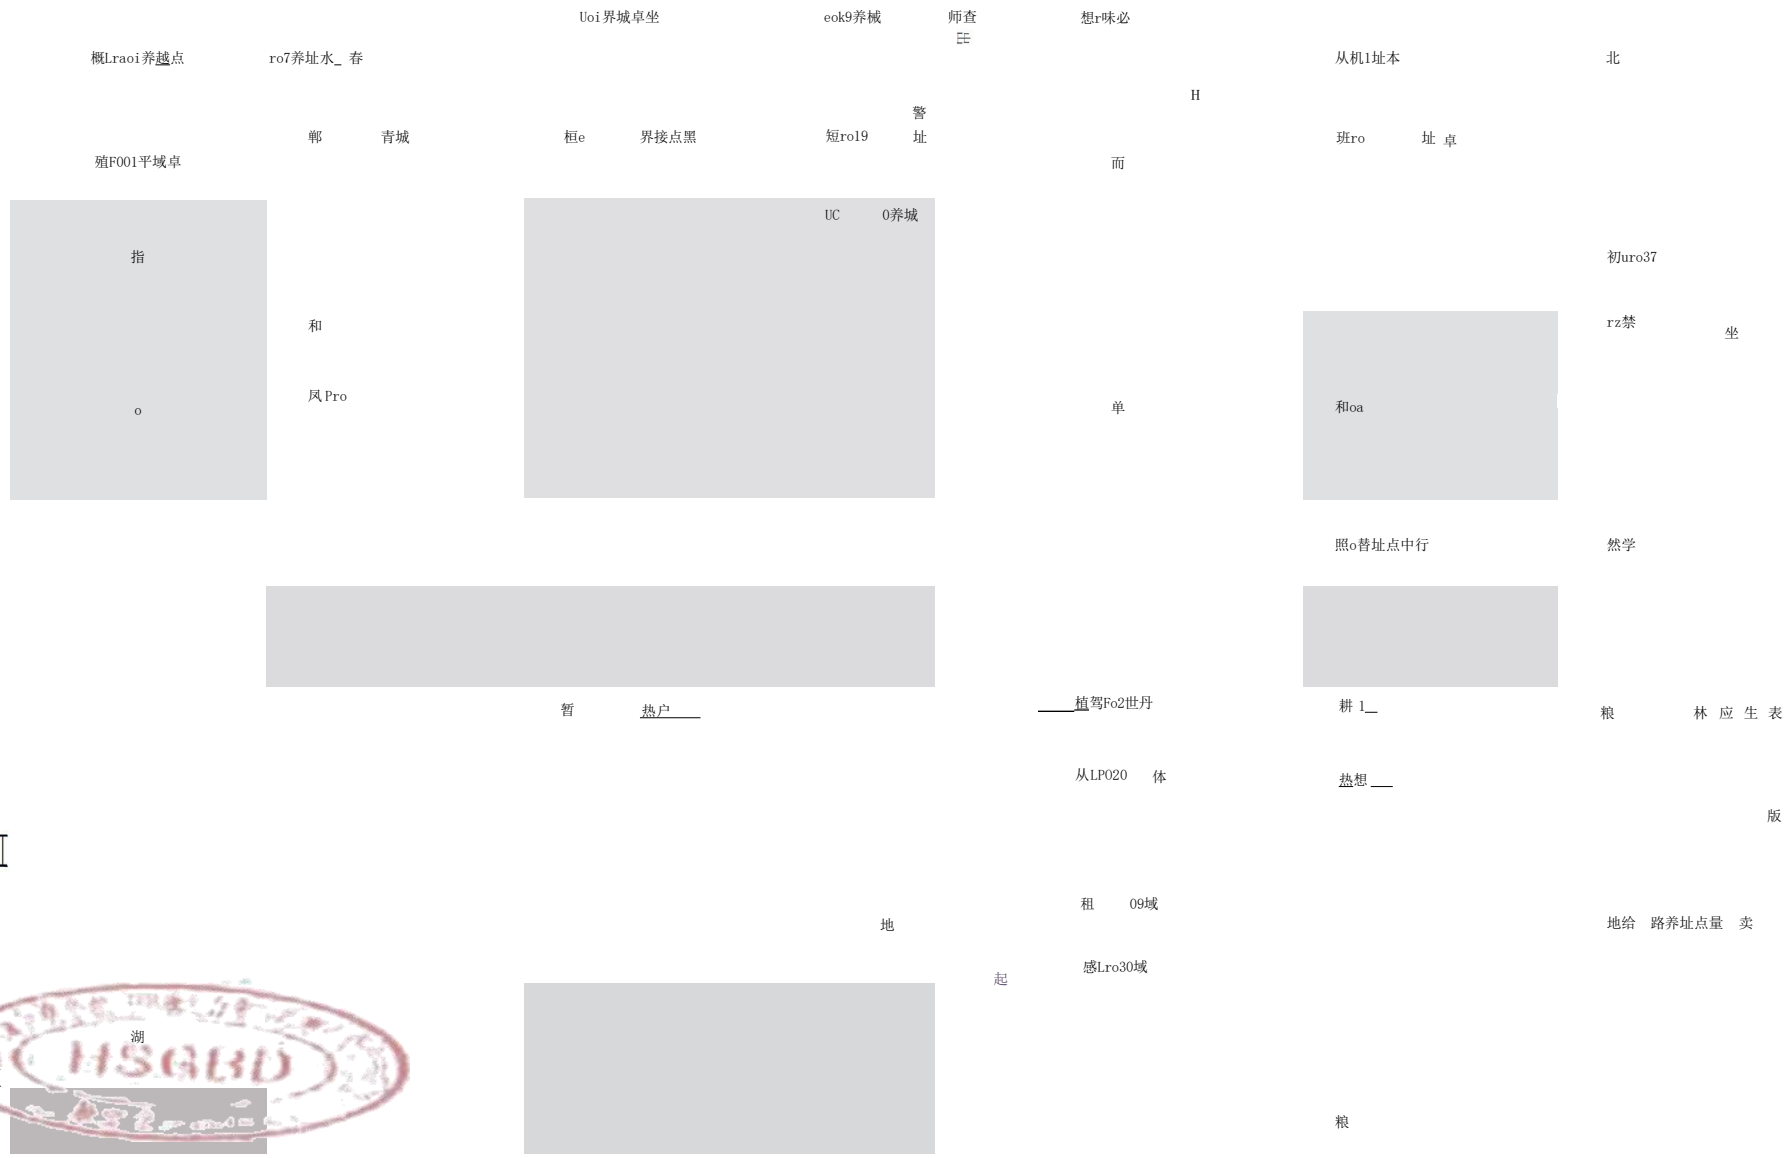 Uoi界城卓坐 eok9养械 师查 想r味必
出
概Lraoi养越点 ro7养址水_ 春 从机1址本 北
H
警
郸 青城 桓e 界接点黑 短ro19 址 班ro 址 卓
殖F001平域卓 而
UC 0养城
指 初uro37
和 rz禁 坐
凤Pro 单 和oa
o
照o替址点中行 然学
暂 热户 植驾Fo2世丹 耕 1_ 粮 林 应 生 表
从LP020 体 热想
版
租 09域
地 地给 路养址点量 卖
起 感Lro30域
湖
HSGBD
粮